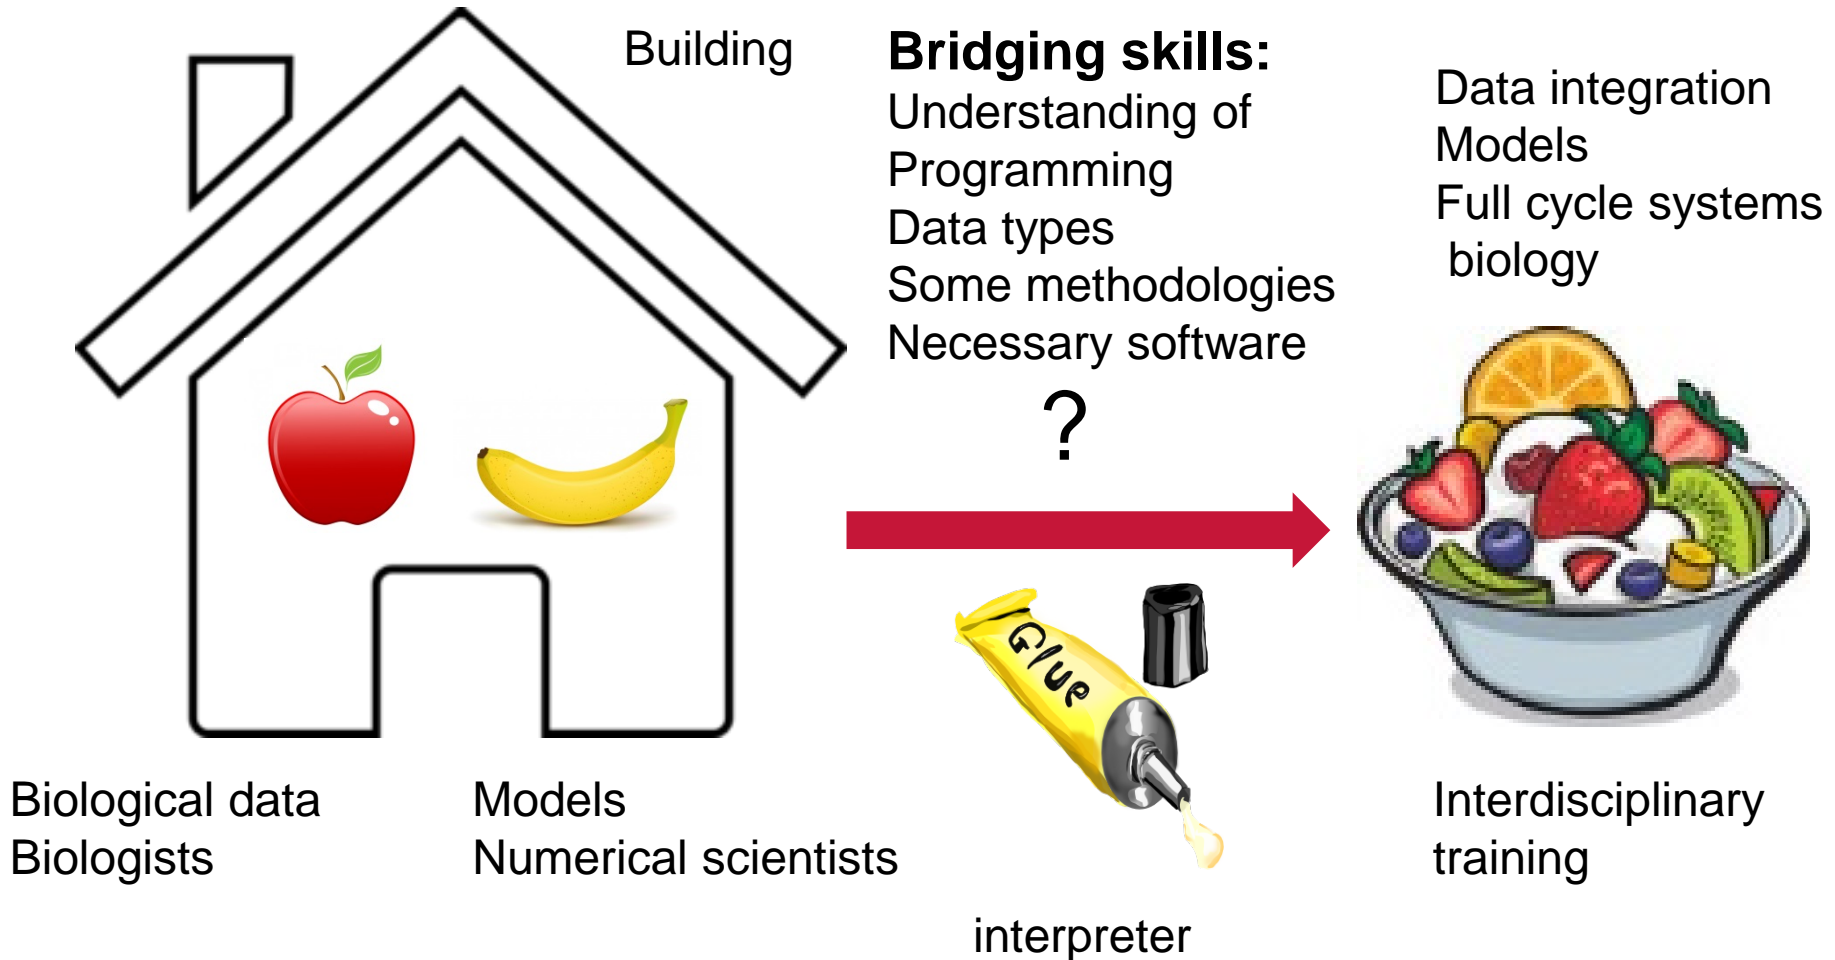 Building
Bridging skills:
Understanding of
Programming
Data types
Some methodologies
Necessary software
?
Data integration
Models
Full cycle systems
biology
Glue
Biological data
Biologists
Models
Numerical scientists
interpreter
Interdisciplinary
training